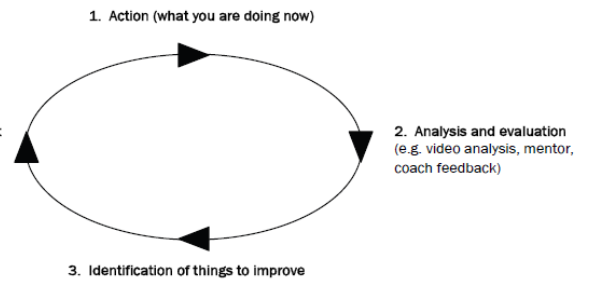 1. Action (what you are doing now)
2. Analysis and evaluation
(e.g. video analysis, mentor,
coach feedback)
3. Identification of things to improve